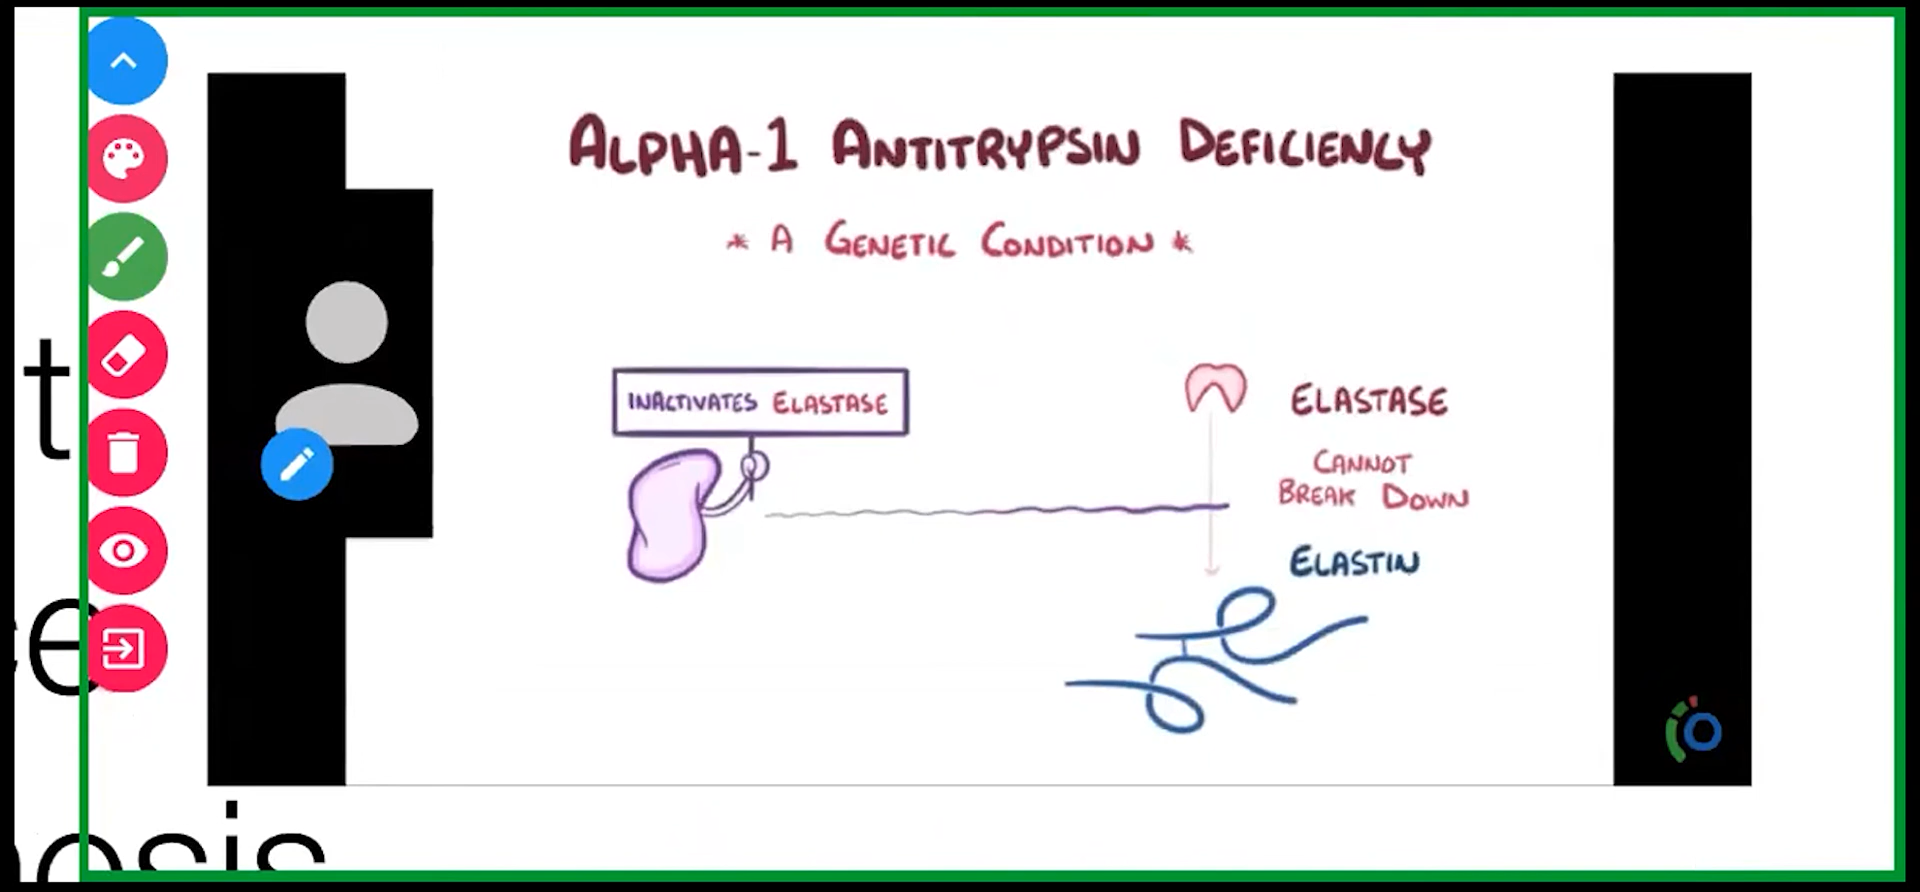 ALPHA-1 ANTITRYPSIN DEFICIENCY
* A GENETIC CONDITION *
INACTIVATES ELASTASE
ELASTASE
CANNOT
BREAK DOWN
ELASTIN